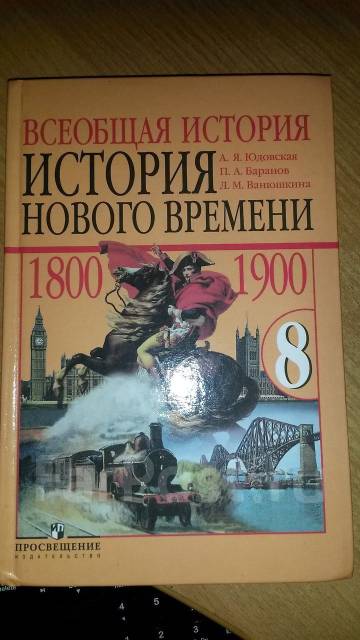 ВСЕОБЩАЯ ИСТОРИЯ
ИСТОРИЯ
А. Я. Юдовская
П. А. Баранов
Л. М. Ванюшкина
НОВОГО ВРЕМЕНИ
1800
1900
8
ПРОСВЕЩЕНИЕ
ИЗДАТЕЛЬСТВО